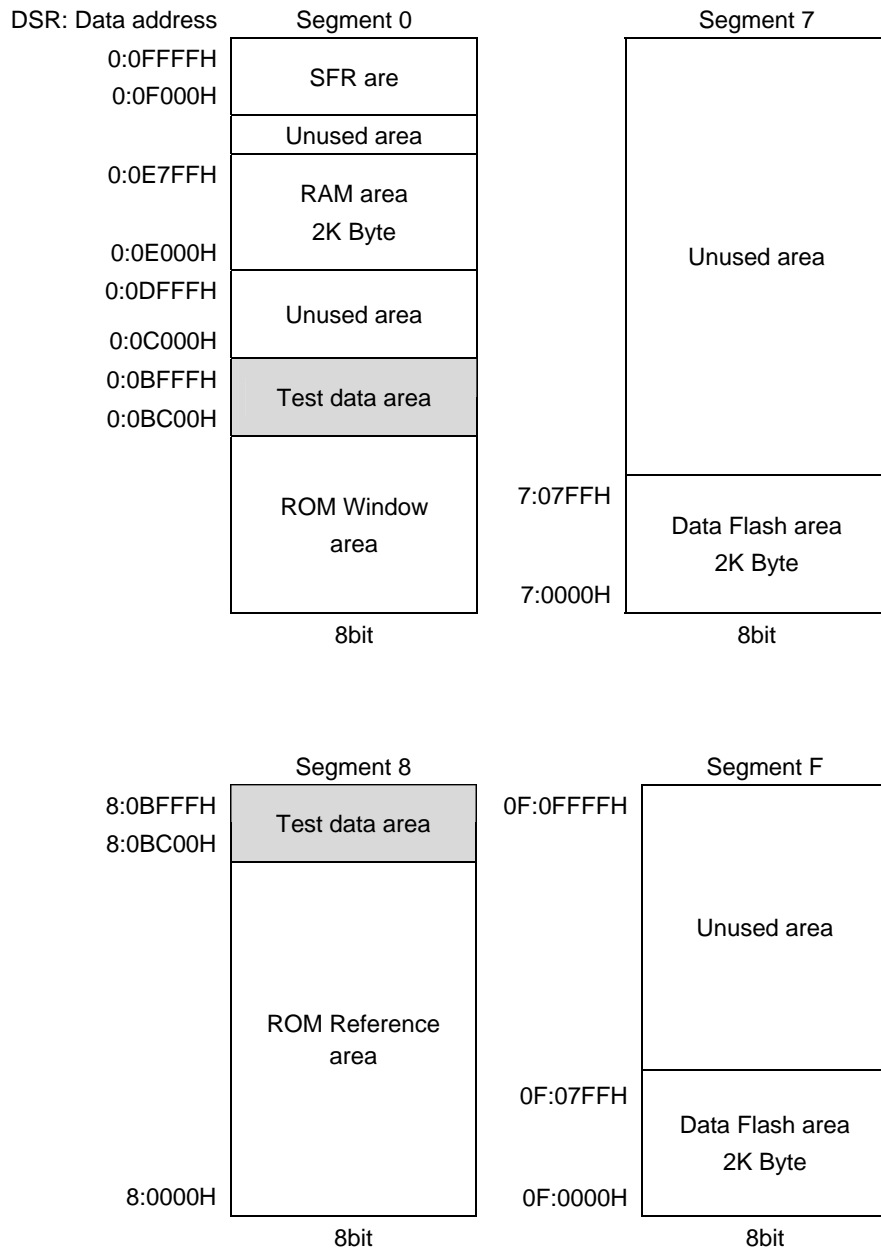 DSR: Data address
Segment 0
0:0FFFFH
SFR are
0:0F000H
Unused area
0:0E7FFH
RAM area
2K Byte
0:0E000H
0:0DFFFH
Unused area
0:0C000H
0:0BFFFH
Test data area
0:0BC00H
ROM Window
area
8bit
Segment 7
Unused area
7:07FFH
Data Flash area
2K Byte
7:0000H
8bit
Segment 8
8:0BFFFH
Test data area
8:0BC00H
ROM Reference
area
8:0000H
8bit
Segment F
0F:0FFFFH
Unused area
0F:07FFH
Data Flash area
2K Byte
0F:0000H
8bit